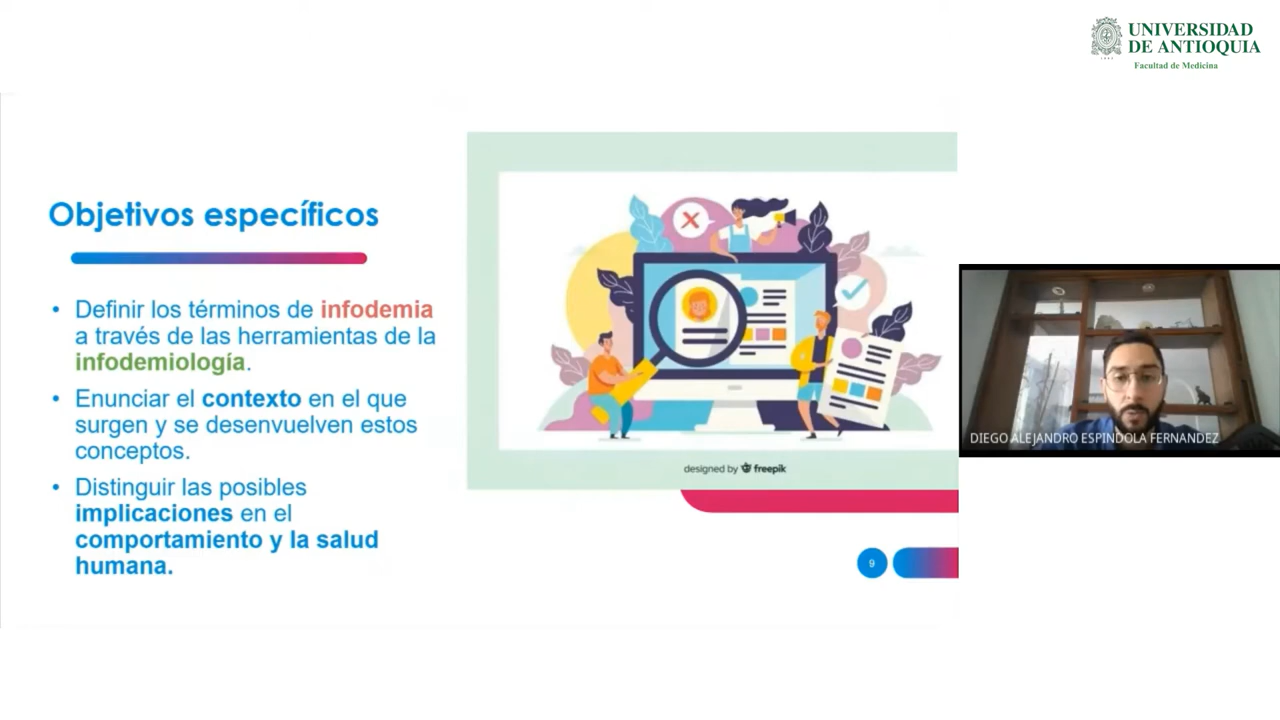 UNIVERSIDAD
DE ANTIOQUIA
1803
Facultad de Medicina
Objetivos específicos
• Definir los términos de infodemia
a través de las herramientas de la
infodemiología.
• Enunciar el contexto en el que
surgen y se desenvuelven estos
conceptos.
• Distinguir las posibles
implicaciones en el
comportamiento y la salud
humana.
designed by freepik
9
DIEGO ALEJANDRO ESPINDOLA FERNANDEZ